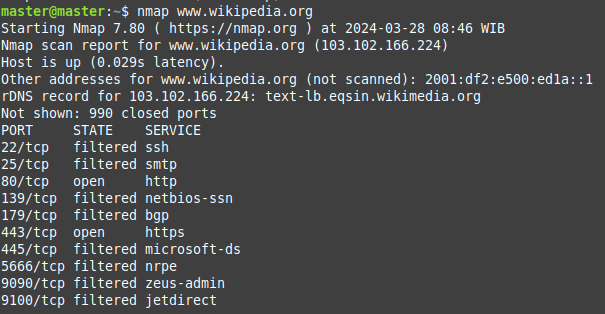 master@master:~$ nmap www.wikipedia.org
Starting Nmap 7.80 ( https://nmap.org ) at 2024-03-28 08:46 WIB
Nmap scan report for www.wikipedia.org (103.102.166.224)
Host is up (0.029s latency).
Other addresses for www.wikipedia.org (not scanned): 2001:df2:e500:ed1a::1
rDNS record for 103.102.166.224: text-lb.eqsin.wikimedia.org
Not shown: 990 closed ports
PORT     STATE    SERVICE
22/tcp   filtered ssh
25/tcp   filtered smtp
80/tcp   open     http
139/tcp  filtered netbios-ssn
179/tcp  filtered bgp
443/tcp  open     https
445/tcp  filtered microsoft-ds
5666/tcp filtered nrpe
9090/tcp filtered zeus-admin
9100/tcp filtered jetdirect